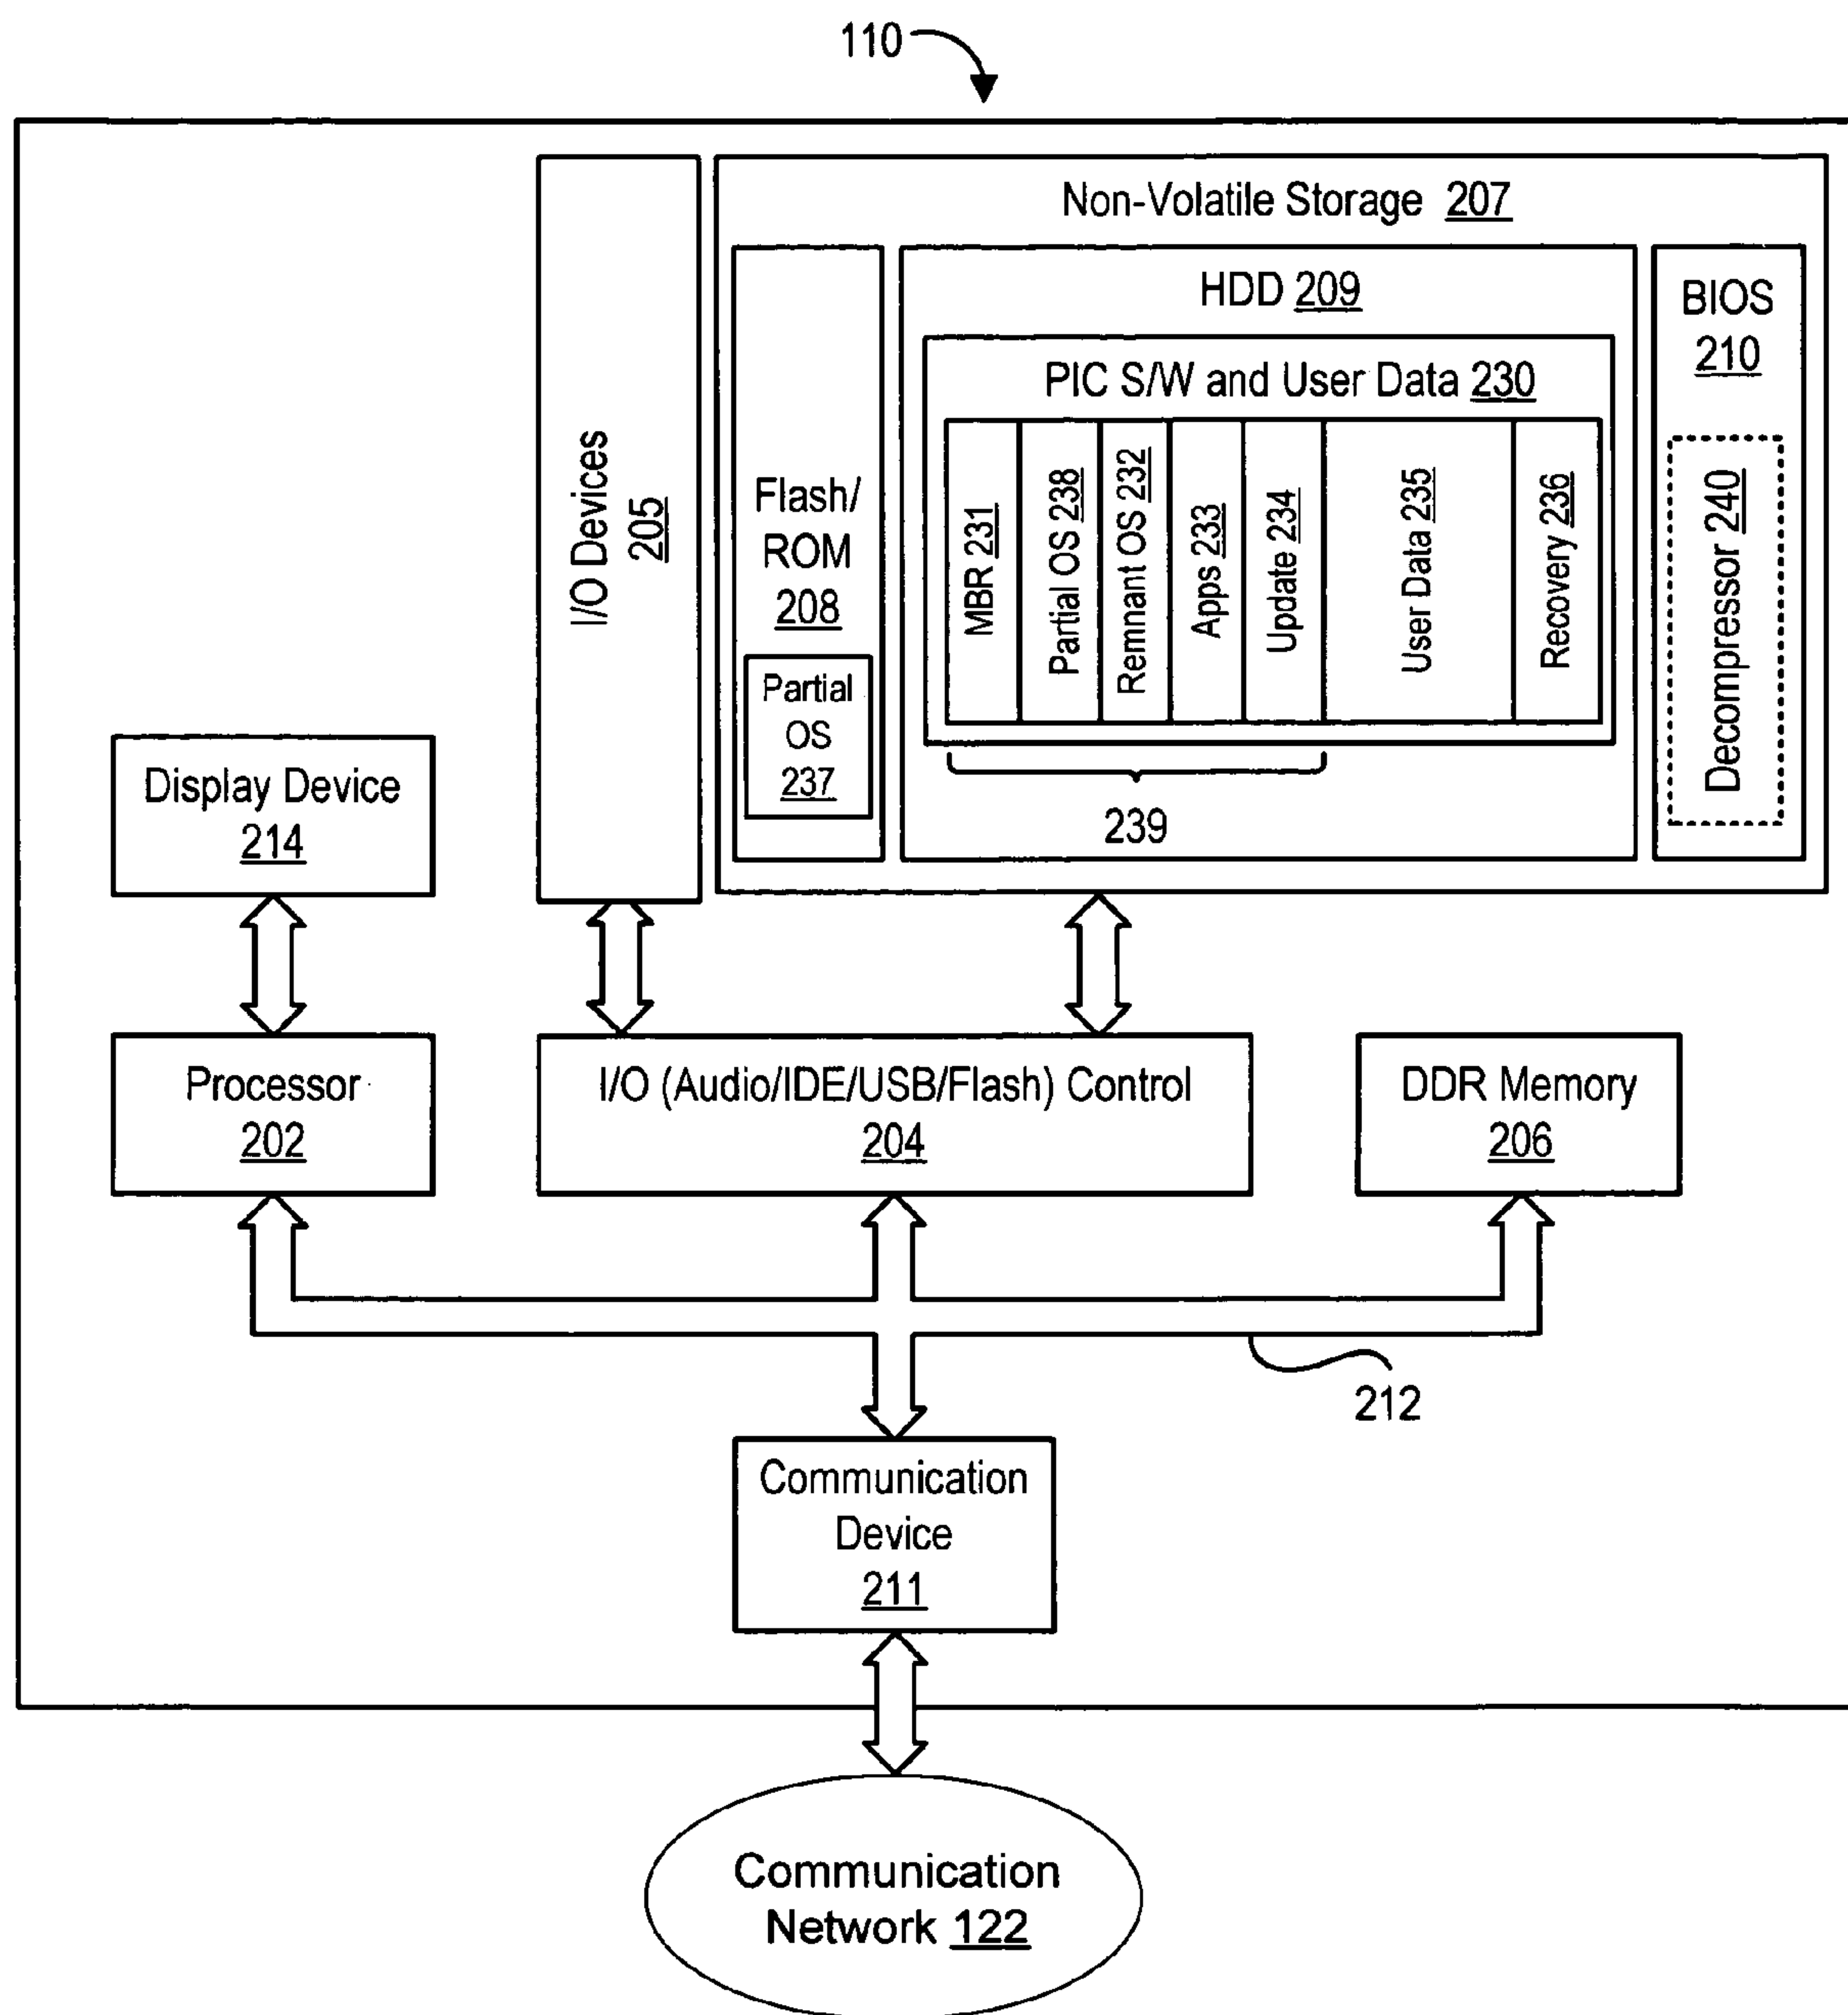 110
Non-Volatile Storage 207
HDD 209
BIOS
210
PIC S/W and User Data 230
I/O Devices
205
Flash/
ROM
208
Partial
OS
237
MBR 231
Partial OS 238
Remnant OS 232
Apps 233
Update 234
User Data 235
Recovery 236
Decompressor 240
239
Display Device
214
Processor
202
I/O (Audio/IDE/USB/Flash) Control
204
DDR Memory
206
212
Communication
Device
211
Communication
Network 122